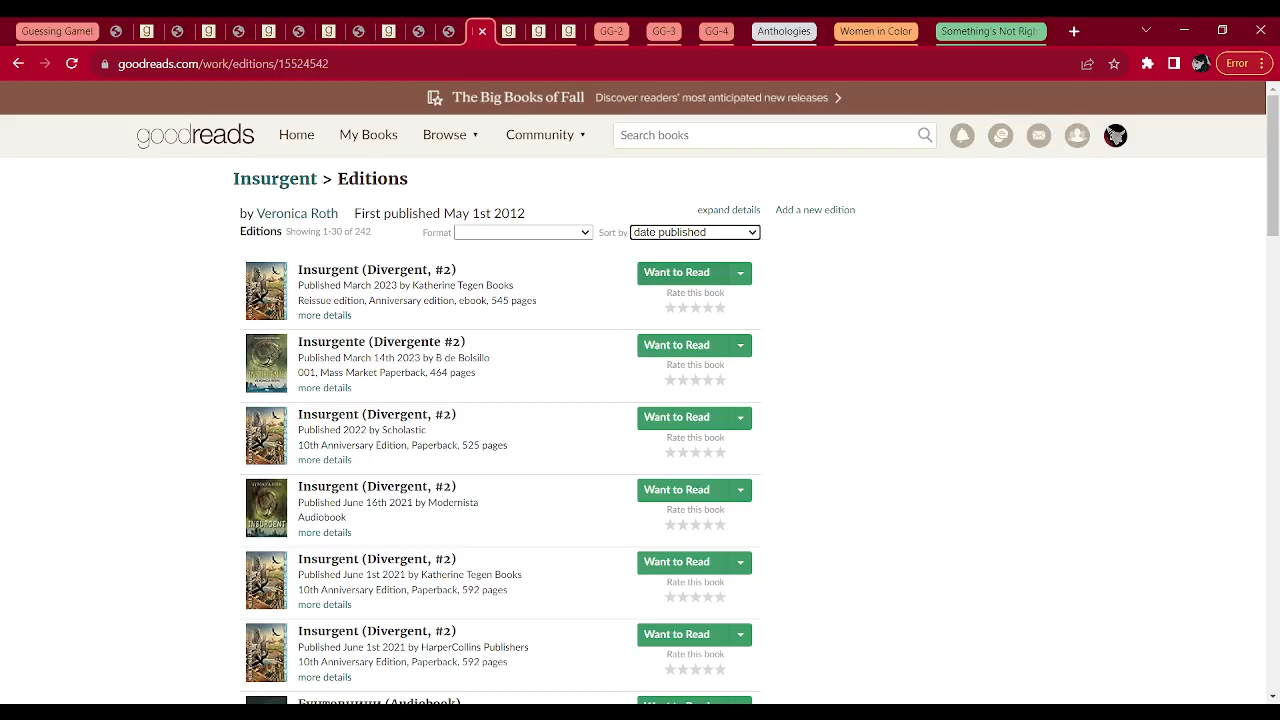 Guessing Game!
GG-2
GG-3
GG-4
Anthologies
Women in Color
Something's Not Righ
goodreads.com/work/editions/15524542
Error
The Big Books of Fall Discover readers' most anticipated new releases
goodreads
Home
My Books
Browse
Community
Search books
Insurgent > Editions
by Veronica Roth First published May 1st 2012
expand details
Add a new edition
Editions Showing 1-30 of 242
Format
Sort by date published
Insurgent (Divergent, #2)
Published March 2023 by Katherine Tegen Books
Reissue edition, Anniversary edition, ebook, 545 pages
more details
Want to Read
Rate this book
Insurgente (Divergente #2)
Published March 14th 2023 by B de Bolsillo
001, Mass Market Paperback, 464 pages
more details
Want to Read
Rate this book
Insurgent (Divergent, #2)
Published 2022 by Scholastic
10th Anniversary Edition, Paperback, 525 pages
more details
Want to Read
Rate this book
INSURGENT
Insurgent (Divergent, #2)
Published June 16th 2021 by Modernista
Audiobook
more details
Want to Read
Rate this book
Insurgent (Divergent, #2)
Published June 1st 2021 by Katherine Tegen Books
10th Anniversary Edition, Paperback, 592 pages
more details
Want to Read
Rate this book
Insurgent (Divergent, #2)
Published June 1st 2021 by HarperCollins Publishers
10th Anniversary Edition, Paperback, 592 pages
more details
Want to Read
Rate this book
(Audiobook)
Want to Read